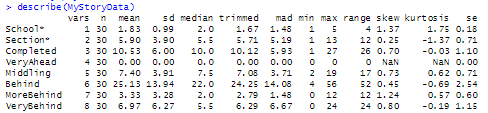 > describe(MyStoryData)
vars n mean sd median trimmed mad min max range skew kurtosis se
School* 1 30 1.83 0.99 2.0 1.67 1.48 1 5 4 1.37 1.75 0.18
Section* 2 30 5.90 3.90 5.5 5.71 5.19 1 13 12 0.25 -1.37 0.71
Completed 3 30 10.53 6.00 10.0 10.12 5.93 1 27 26 0.70 -0.03 1.10
VeryAhead 4 30 0.00 0.00 0.0 0.00 0.00 0 0 0 NaN NaN 0.00
Middling 5 30 7.40 3.91 7.5 7.08 3.71 2 19 17 0.73 0.62 0.71
Behind 6 30 25.13 13.94 22.0 24.25 14.08 4 56 52 0.45 -0.69 2.54
MoreBehind 7 30 3.33 3.28 2.0 2.79 1.48 0 12 12 1.24 0.57 0.60
VeryBehind 8 30 6.97 6.27 5.5 6.29 6.67 0 24 24 0.80 -0.19 1.15